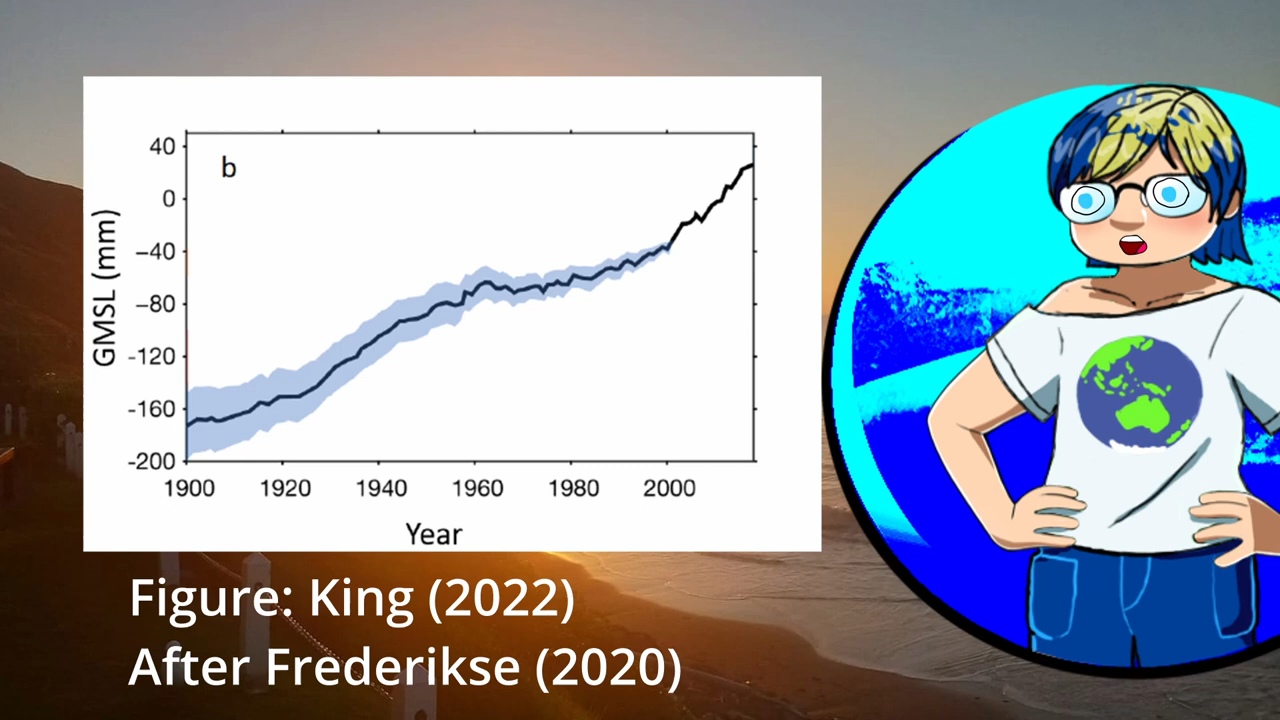 b
40
0
–40
–80
-120
-160
-200
GMSL (mm)
1900 1920 1940 1960 1980 2000
Year
Figure: King (2022)
After Frederikse (2020)